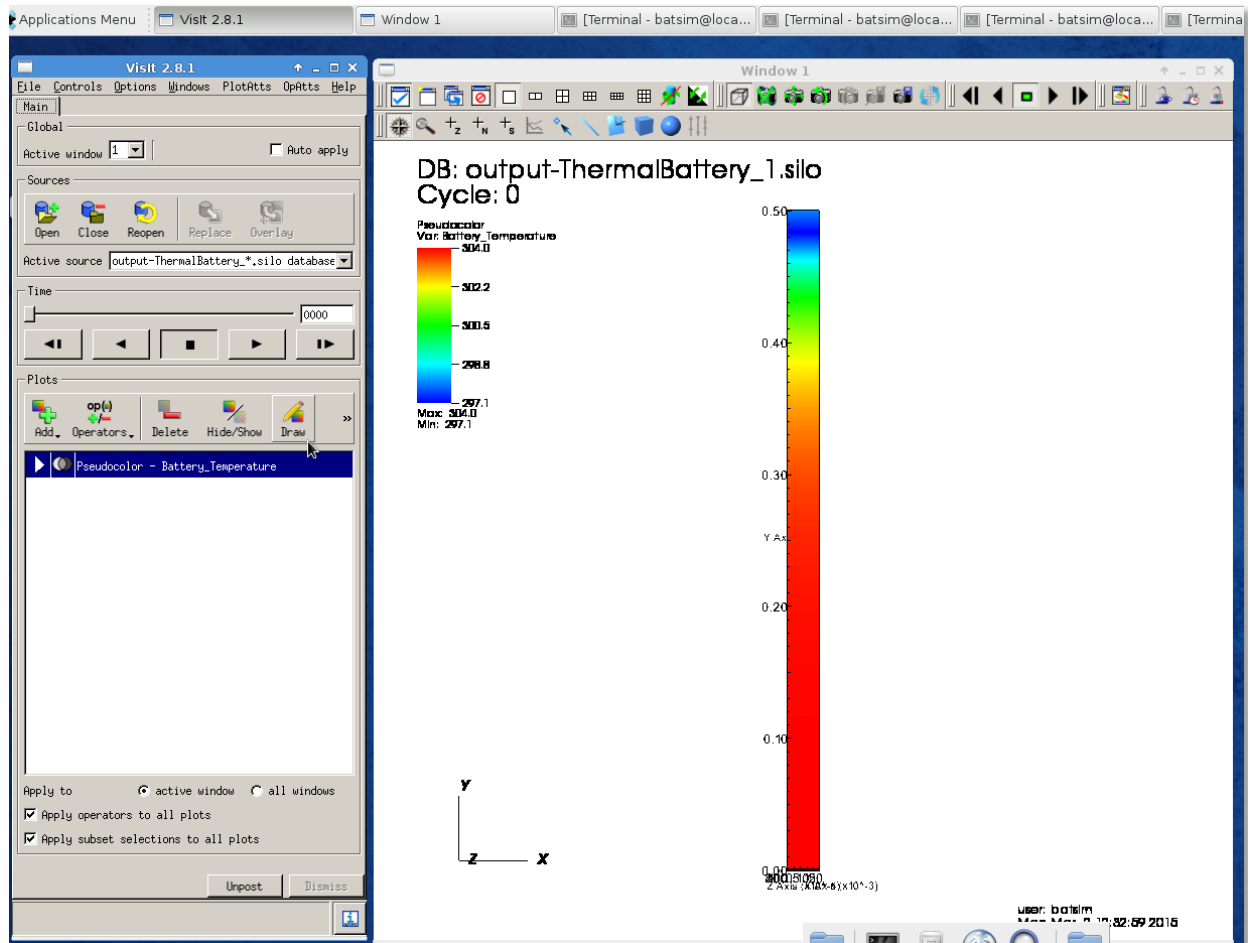 Applications Menu
VisIt 2.8.1
Window 1
[Terminal - batsim@loca...
[Terminal - batsim@loca...
[Terminal - batsim@loca...
[Termina
VisIt 2.8.1
File Controls Options Windows PlotAtts OpAtts Help
Main
Global
Active window 1
Auto apply
Sources
Open Close Reopen Replace Overlay
Active source output-ThermalBattery_*.silo database
Time
0000
Plots
op(.)
+/-
Add Operators Delete Hide/Show Draw »
Pseudocolor - Battery_Temperature
Apply to active window all windows
Apply operators to all plots
Apply subset selections to all plots
Unpost Dismiss
Window 1
DB: output-ThermalBattery_1.silo
Cycle: 0
Pseudocolor
Var: Battery_Temperature
304.0
302.2
300.5
298.8
297.1
Max: 304.0
Min: 297.1
0.50
0.40
0.30
Y Ax
0.20
0.10
0.00
Z Axis
(x10^-3)
Y
Z X
user: batsim
2015